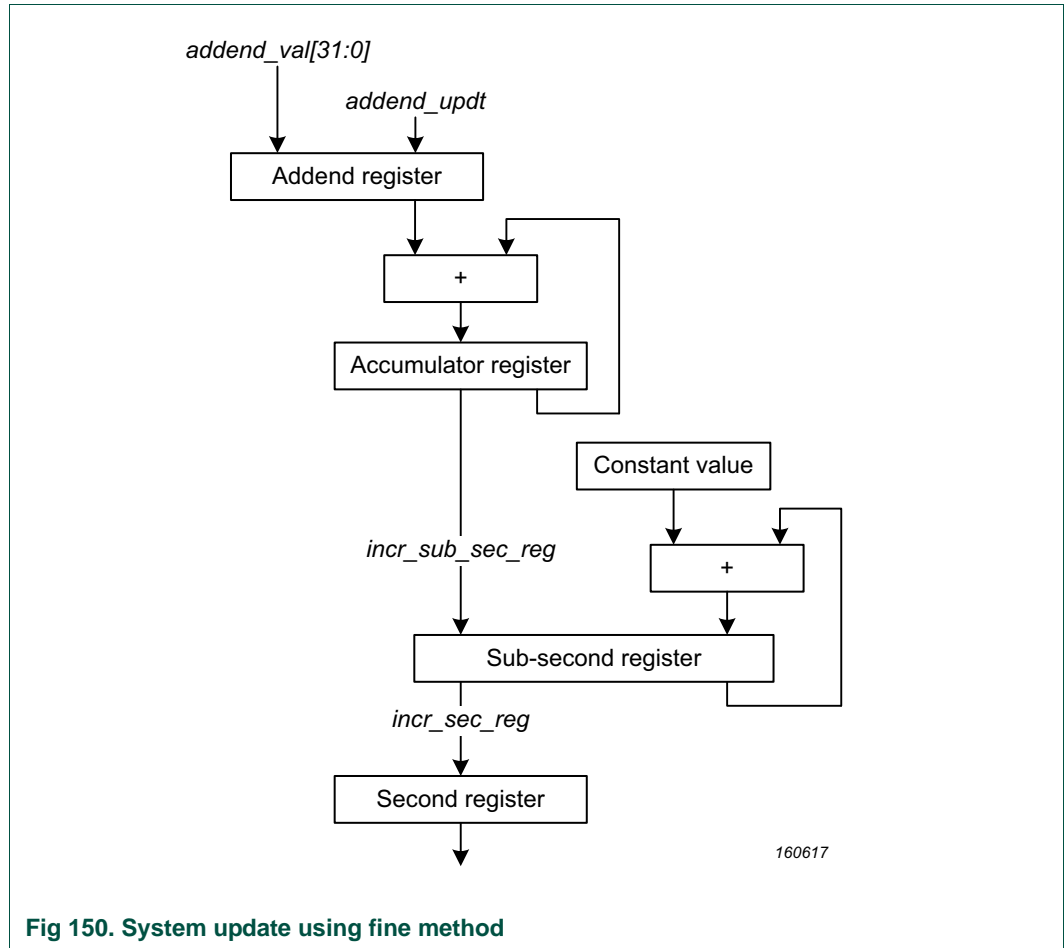 addend_val[31:0]
addend_updt
Addend register
+
Accumulator register
Constant value
incr_sub_sec_reg
+
Sub-second register
incr_sec_reg
Second register
160617
Fig 150. System update using fine method